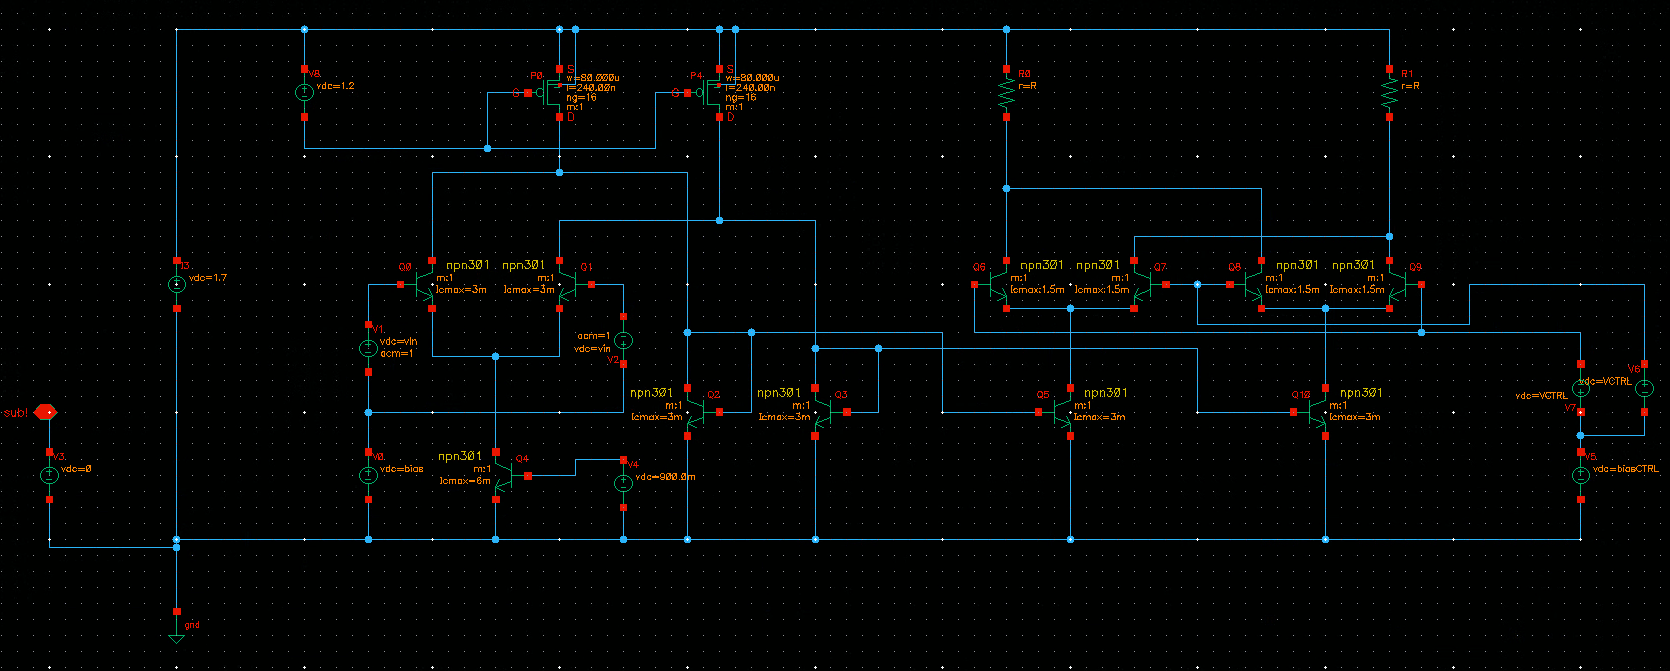 V8
vdc=1.2
P0
S
w=80.000u
l=240.00n
ng=16
m:1
G
D
P4
S
w=80.000u
l=240.00n
ng=16
m:1
G
D
R0
r=R
R1
r=R
I3
vdc=1.7
Q0
npn301
m:1
Icmax=3m
npn301
Q1
m:1
Icmax=3m
npn301
m:1
Icmax:1.5m
npn301
Q7
m:1
Icmax:1.5m
npn301
m:1
Icmax:1.5m
npn301
Q9
m:1
Icmax:1.5m
V1
vdc=vin
acm=1
acm=1
vdc=vin
V2
npn301
Q2
m:1
Icmax=3m
npn301
Q3
m:1
Icmax=3m
Q5
npn301
m:1
Icmax=3m
Q10
npn301
m:1
Icmax=3m
V6
vdc=VCTRL
vdc=VCTRL
V7
sub!
V3
vdc=0
V0
vdc=bias
npn301
Q4
m:1
Icmax=6m
V4
vdc=900.0m
V5
vdc=biasCTRL
gnd